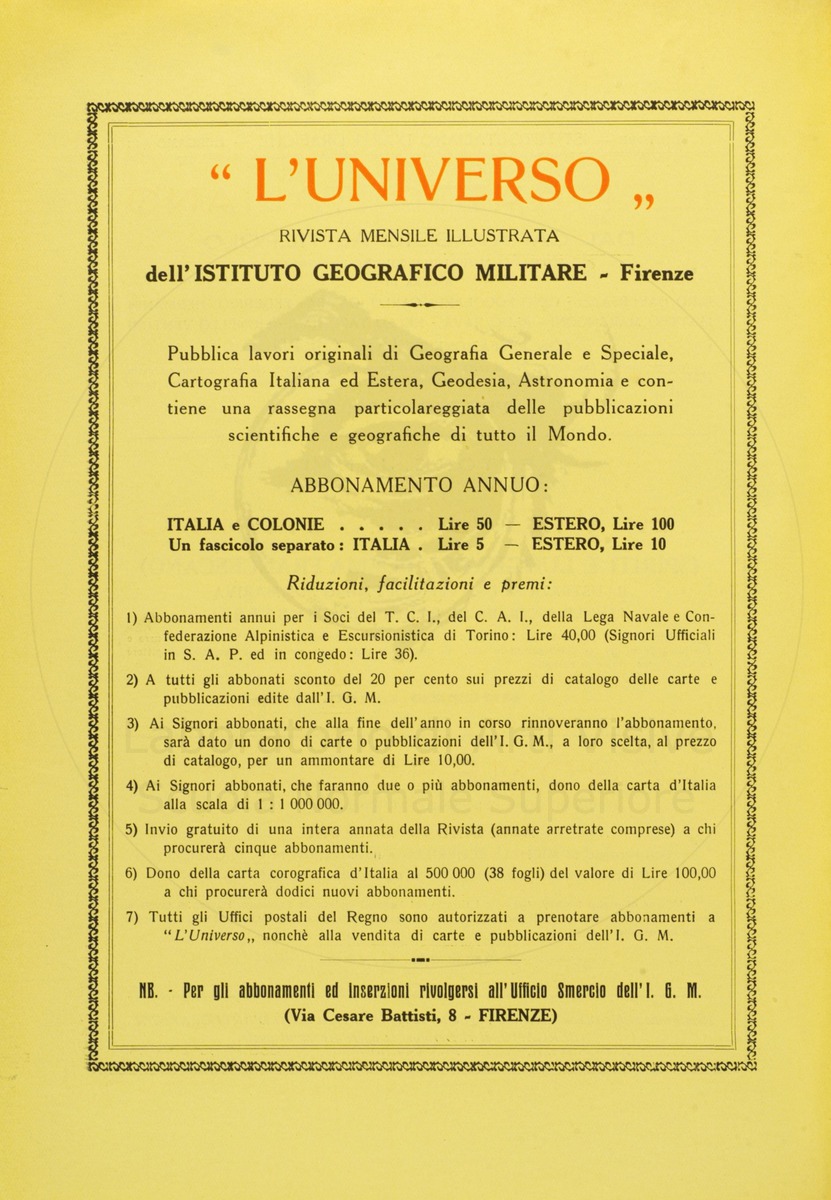 “ L'UNIVERSO „
RIVISTA MENSILE ILLUSTRATA
dell'ISTITUTO GEOGRAFICO MILITARE - Firenze
Pubblica lavori originali di Geografia Generale e Speciale,
Cartografia Italiana ed Estera, Geodesia, Astronomia e con-
tiene una rassegna particolareggiata delle pubblicazioni
scientifiche e geografiche di tutto il Mondo.
ABBONAMENTO ANNUO:
ITALIA e COLONIE . . . . . Lire 50 — ESTERO, Lire 100
Un fascicolo separato: ITALIA . Lire 5 — ESTERO, Lire 10
Riduzioni, facilitazioni e premi:
1) Abbonamenti annui per i Soci del T. C. I., del C. A. I., della Lega Navale e Con-
federazione Alpinistica e Escursionistica di Torino: Lire 40,00 (Signori Ufficiali
in S. A. P. ed in congedo: Lire 36).
2) A tutti gli abbonati sconto del 20 per cento sui prezzi di catalogo delle carte e
pubblicazioni edite dall'I. G. M.
3) Ai Signori abbonati, che alla fine dell'anno in corso rinnoveranno l'abbonamento,
sarà dato un dono di carte o pubblicazioni dell'I. G. M., a loro scelta, al prezzo
di catalogo, per un ammontare di Lire 10,00.
4) Ai Signori abbonati, che faranno due o più abbonamenti, dono della carta d'Italia
alla scala di 1 : 1 000 000.
5) Invio gratuito di una intera annata della Rivista (annate arretrate comprese) a chi
procurerà cinque abbonamenti.
6) Dono della carta corografica d'Italia al 500 000 (38 fogli) del valore di Lire 100,00
a chi procurerà dodici nuovi abbonamenti.
7) Tutti gli Uffici postali del Regno sono autorizzati a prenotare abbonamenti a
“L'Universo„ nonchè alla vendita di carte e pubblicazioni dell'I. G. M.
NB. - Per gli abbonamenti ed inserzioni rivolgersi all'Ufficio Smercio dell'I. G. M.
(Via Cesare Battisti, 8 - FIRENZE)